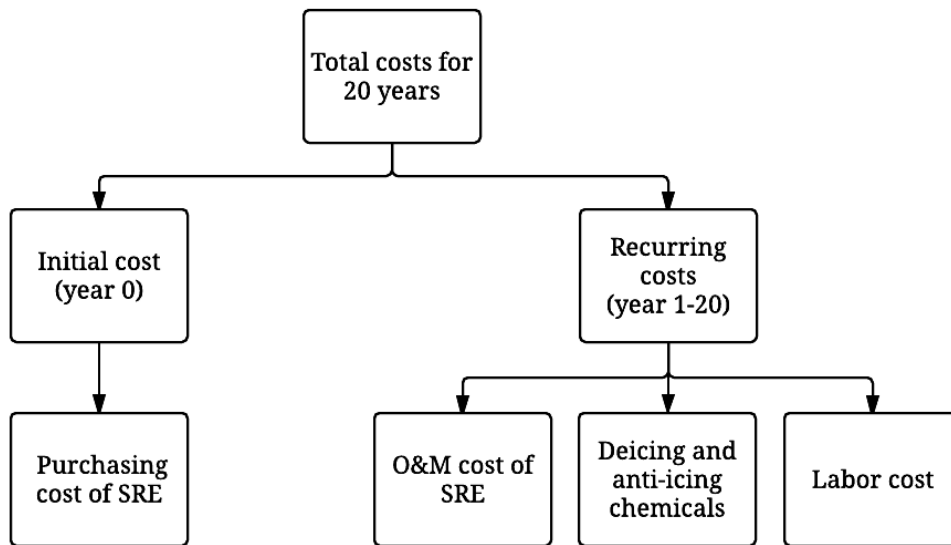 Total costs for
20 years
Initial cost
(year 0)
Recurring
costs
(year 1-20)
Purchasing
cost of SRE
O&M cost of
SRE
Deicing and
anti-icing
chemicals
Labor cost